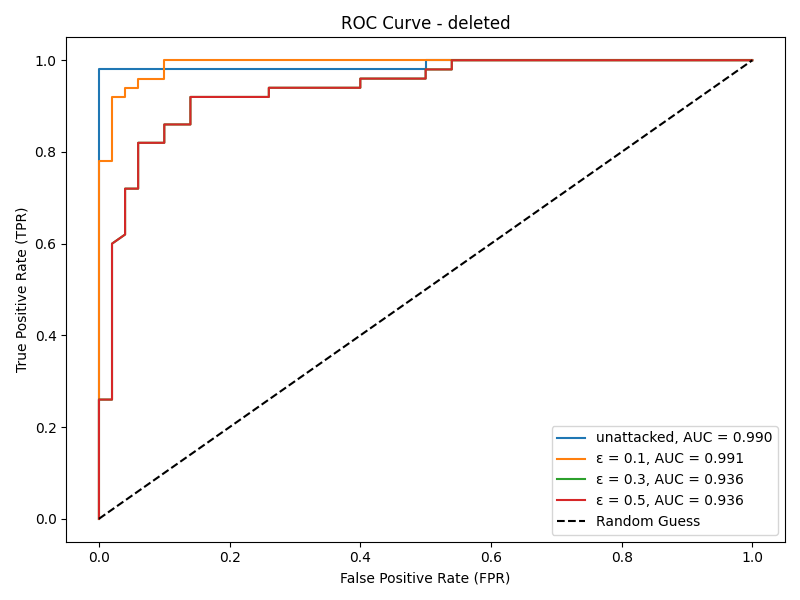 ROC Curve - deleted
True Positive Rate (TPR)
1.0
0.8
0.6
0.4
0.2
0.0
unattacked, AUC = 0.990
ε = 0.1, AUC = 0.991
ε = 0.3, AUC = 0.936
ε = 0.5, AUC = 0.936
Random Guess
0.0 0.2 0.4 0.6 0.8 1.0
False Positive Rate (FPR)